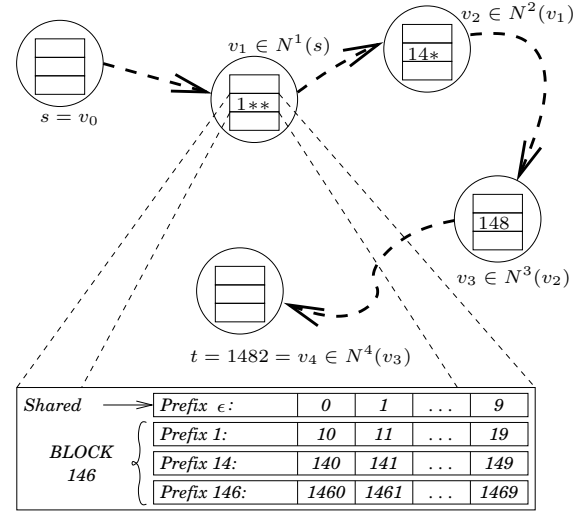 v₂ ∈ N²(v₁)
v₁ ∈ N¹(s)
14*
1**
s = v₀
148
v₃ ∈ N³(v₂)
t = 1482 = v₄ ∈ N⁴(v₃)
Shared Prefix ϵ: 0 1 . . . 9
BLOCK 146
Prefix 1: 10 11 . . . 19
Prefix 14: 140 141 . . . 149
Prefix 146: 1460 1461 . . . 1469